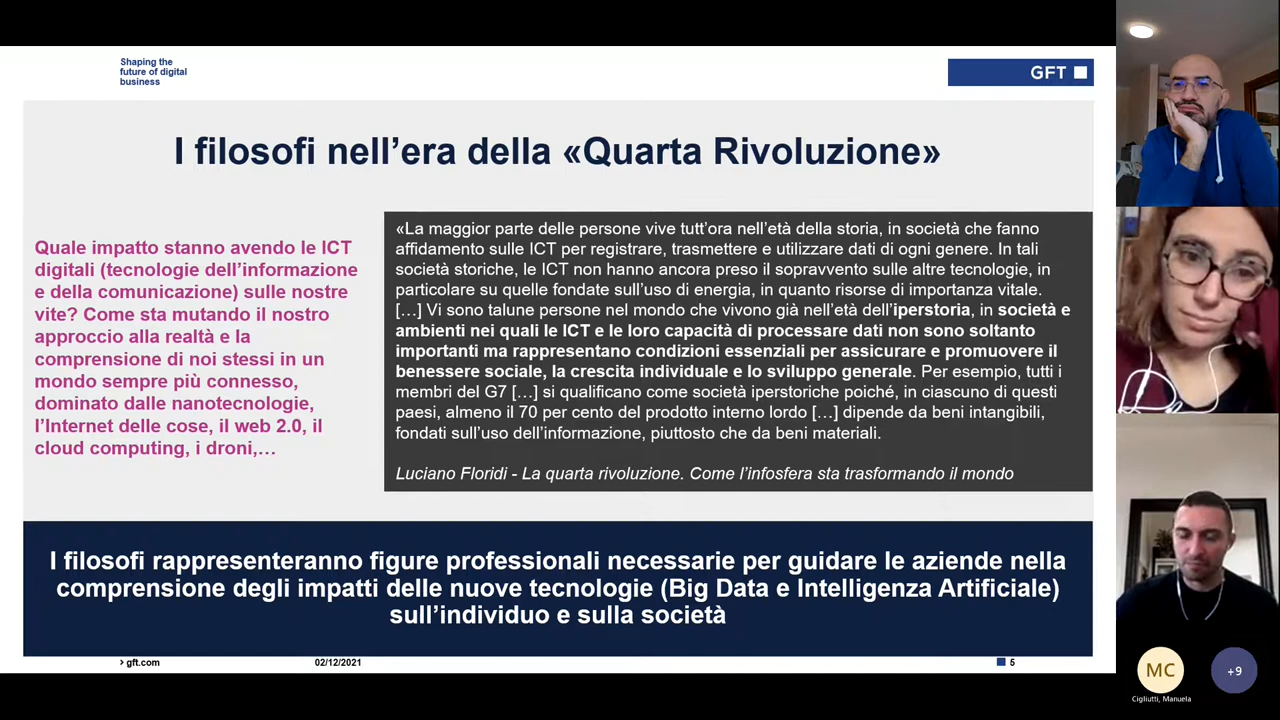 Shaping the
future of digital
business
GFT
I filosofi nell’era della «Quarta Rivoluzione»
Quale impatto stanno avendo le ICT
digitali (tecnologie dell’informazione
e della comunicazione) sulle nostre
vite? Come sta mutando il nostro
approccio alla realtà e la
comprensione di noi stessi in un
mondo sempre più connesso,
dominato dalle nanotecnologie,
l’Internet delle cose, il web 2.0, il
cloud computing, i droni,…
«La maggior parte delle persone vive tutt’ora nell’età della storia, in società che fanno
affidamento sulle ICT per registrare, trasmettere e utilizzare dati di ogni genere. In tali
società storiche, le ICT non hanno ancora preso il sopravvento sulle altre tecnologie, in
particolare su quelle fondate sull’uso di energia, in quanto risorse di importanza vitale.
[…] Vi sono talune persone nel mondo che vivono già nell’età dell’iperstoria, in società e
ambienti nei quali le ICT e le loro capacità di processare dati non sono soltanto
importanti ma rappresentano condizioni essenziali per assicurare e promuovere il
benessere sociale, la crescita individuale e lo sviluppo generale. Per esempio, tutti i
membri del G7 […] si qualificano come società iperstoriche poiché, in ciascuno di questi
paesi, almeno il 70 per cento del prodotto interno lordo […] dipende da beni intangibili,
fondati sull’uso dell’informazione, piuttosto che da beni materiali.
Luciano Floridi - La quarta rivoluzione. Come l’infosfera sta trasformando il mondo
I filosofi rappresenteranno figure professionali necessarie per guidare le aziende nella
comprensione degli impatti delle nuove tecnologie (Big Data e Intelligenza Artificiale)
sull’individuo e sulla società
> gft.com
02/12/2021
5
MC
+9
Cigliutti, Manuela